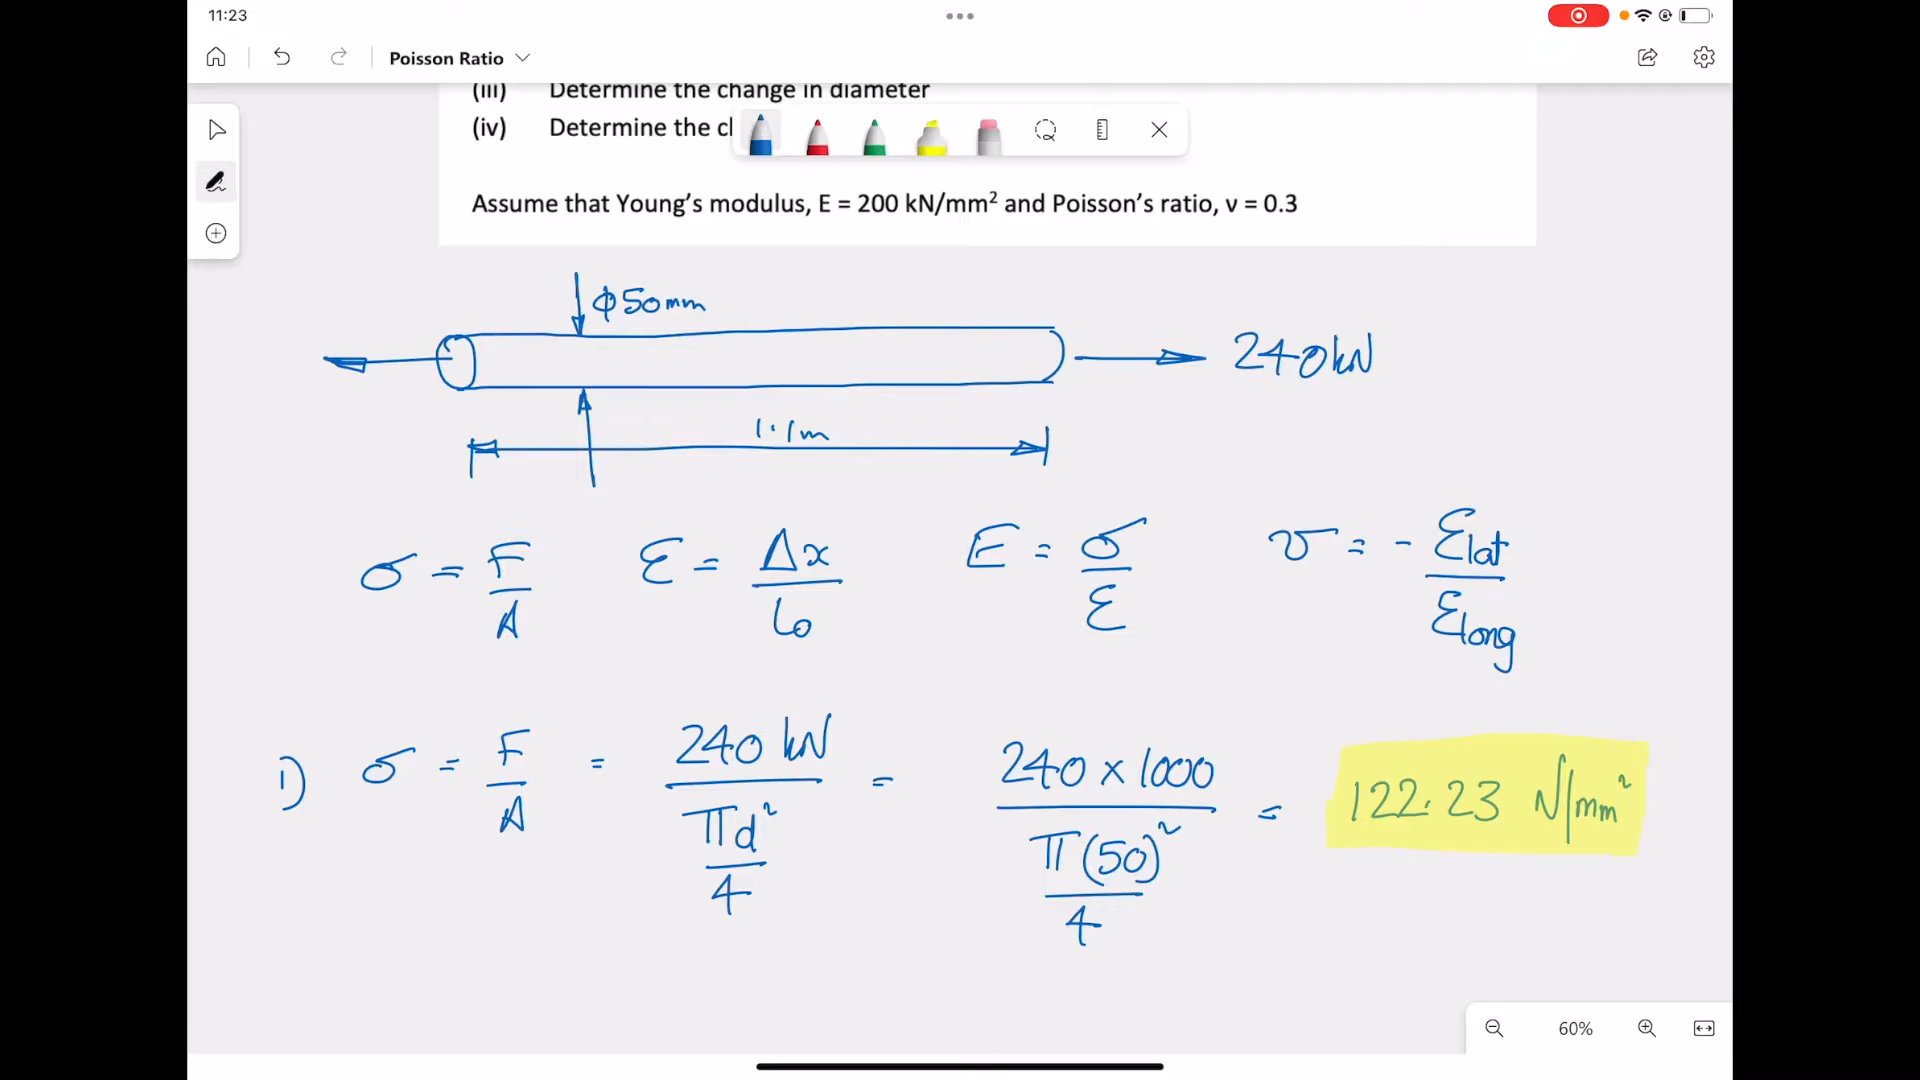 11:23
Poisson Ratio
(iii) Determine the change in diameter
(iv) Determine the
Assume that Young’s modulus, E = 200 kN/mm² and Poisson’s ratio, ν = 0.3
ϕ50mm
240kN
1.1m
σ = F/A ε = Δx/L₀ E = σ/ε ν = - εlat/εlong
1) σ = F/A = 240 kN/(πd²/4) = 240 x 1000/(π(50)²/4) = 122.23 N/mm²
60%